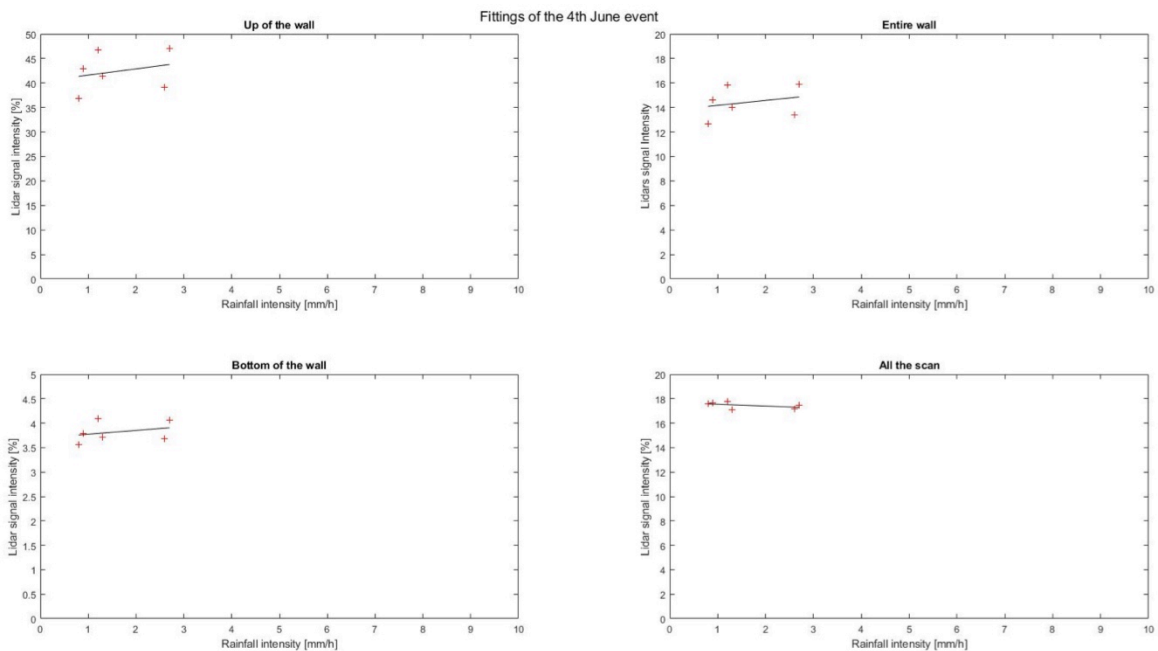 Fittings of the 4th June event
Up of the wall
50
45
40
35
30
25
20
15
10
5
0
Lidar signal intensity [%]
0 1 2 3 4 5 6 7 8 9 10
Rainfall intensity [mm/h]
Entire wall
20
18
16
14
12
10
8
6
4
2
0
Lidars signal Intensity
0 1 2 3 4 5 6 7 8 9 10
Rainfall intensity [mm/h]
Bottom of the wall
5
4.5
4
3.5
3
2.5
2
1.5
1
0.5
0
Lidar signal intensity [%]
0 1 2 3 4 5 6 7 8 9 10
Rainfall intensity [mm/h]
All the scan
20
18
16
14
12
10
8
6
4
2
0
Lidar signal intensity [%]
0 1 2 3 4 5 6 7 8 9 10
Rainfall intensity [mm/h]